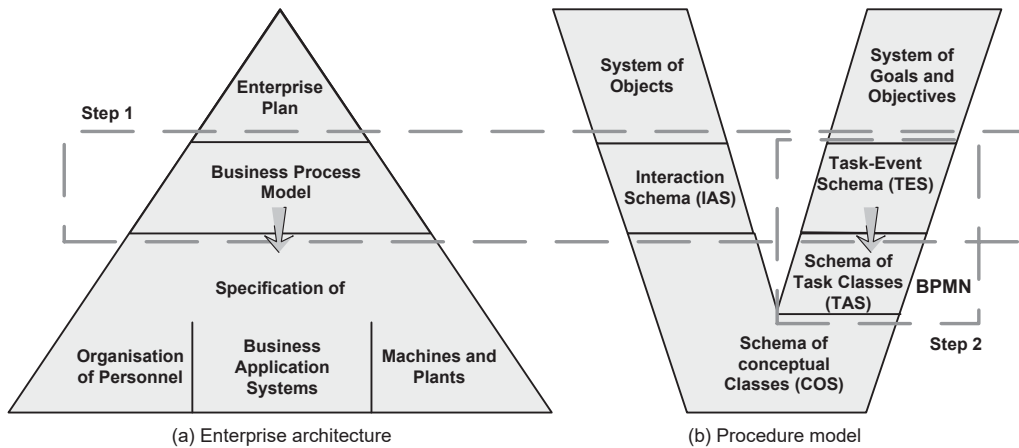 Step 1
Enterprise
Plan
Business Process
Model
Specification of
Organisation
of Personnel
Business
Application
Systems
Machines and
Plants
(a) Enterprise architecture
System of
Objects
System of
Goals and
Objectives
Interaction
Schema (IAS)
Task-Event
Schema (TES)
Schema of
Task Classes
(TAS)
BPMN
Step 2
Schema of
conceptual
Classes (COS)
(b) Procedure model